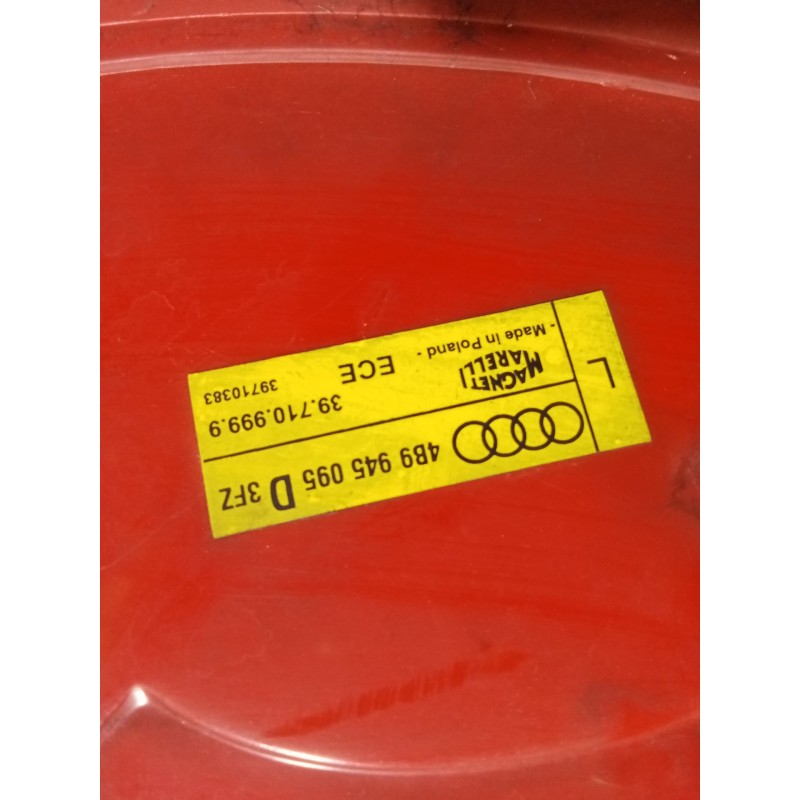 L
4B9 945 095 D 3FZ
39.710.999.9
MAGNETI
MARELLI
ECE
39710383
- Made in Poland -